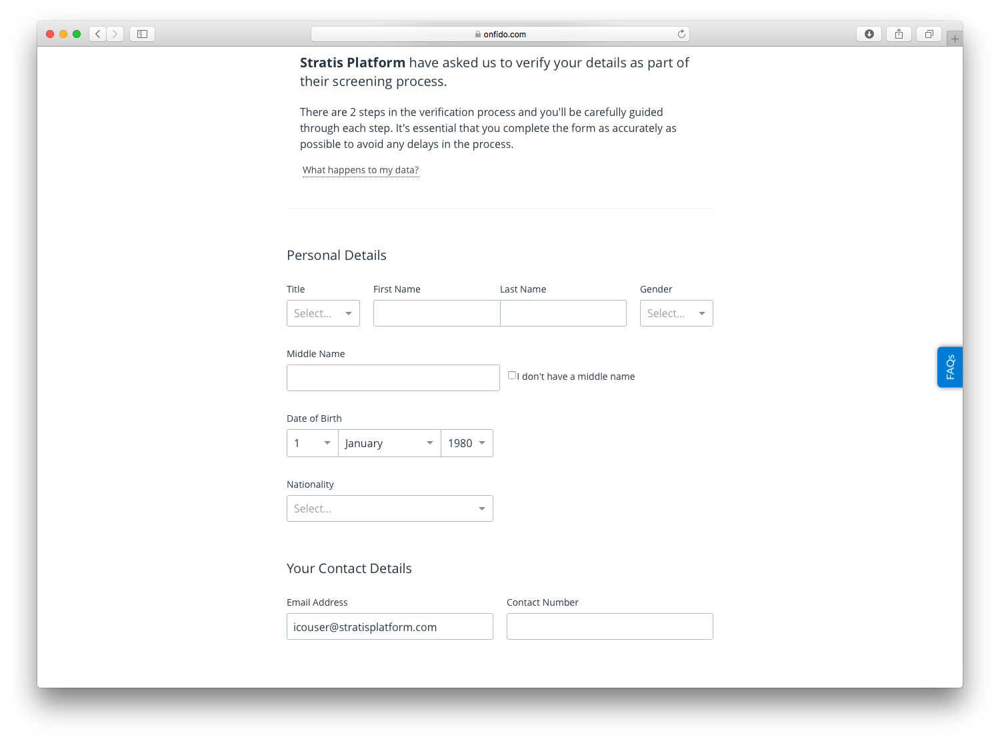 onfido.com
Stratis Platform have asked us to verify your details as part of
their screening process.
There are 2 steps in the verification process and you'll be carefully guided
through each step. It's essential that you complete the form as accurately as
possible to avoid any delays in the process.
What happens to my data?
Personal Details
Title First Name Last Name Gender
Select... Select...
Middle Name
I don't have a middle name
FAQs
Date of Birth
1 January 1980
Nationality
Select...
Your Contact Details
Email Address Contact Number
icouser@stratisplatform.com